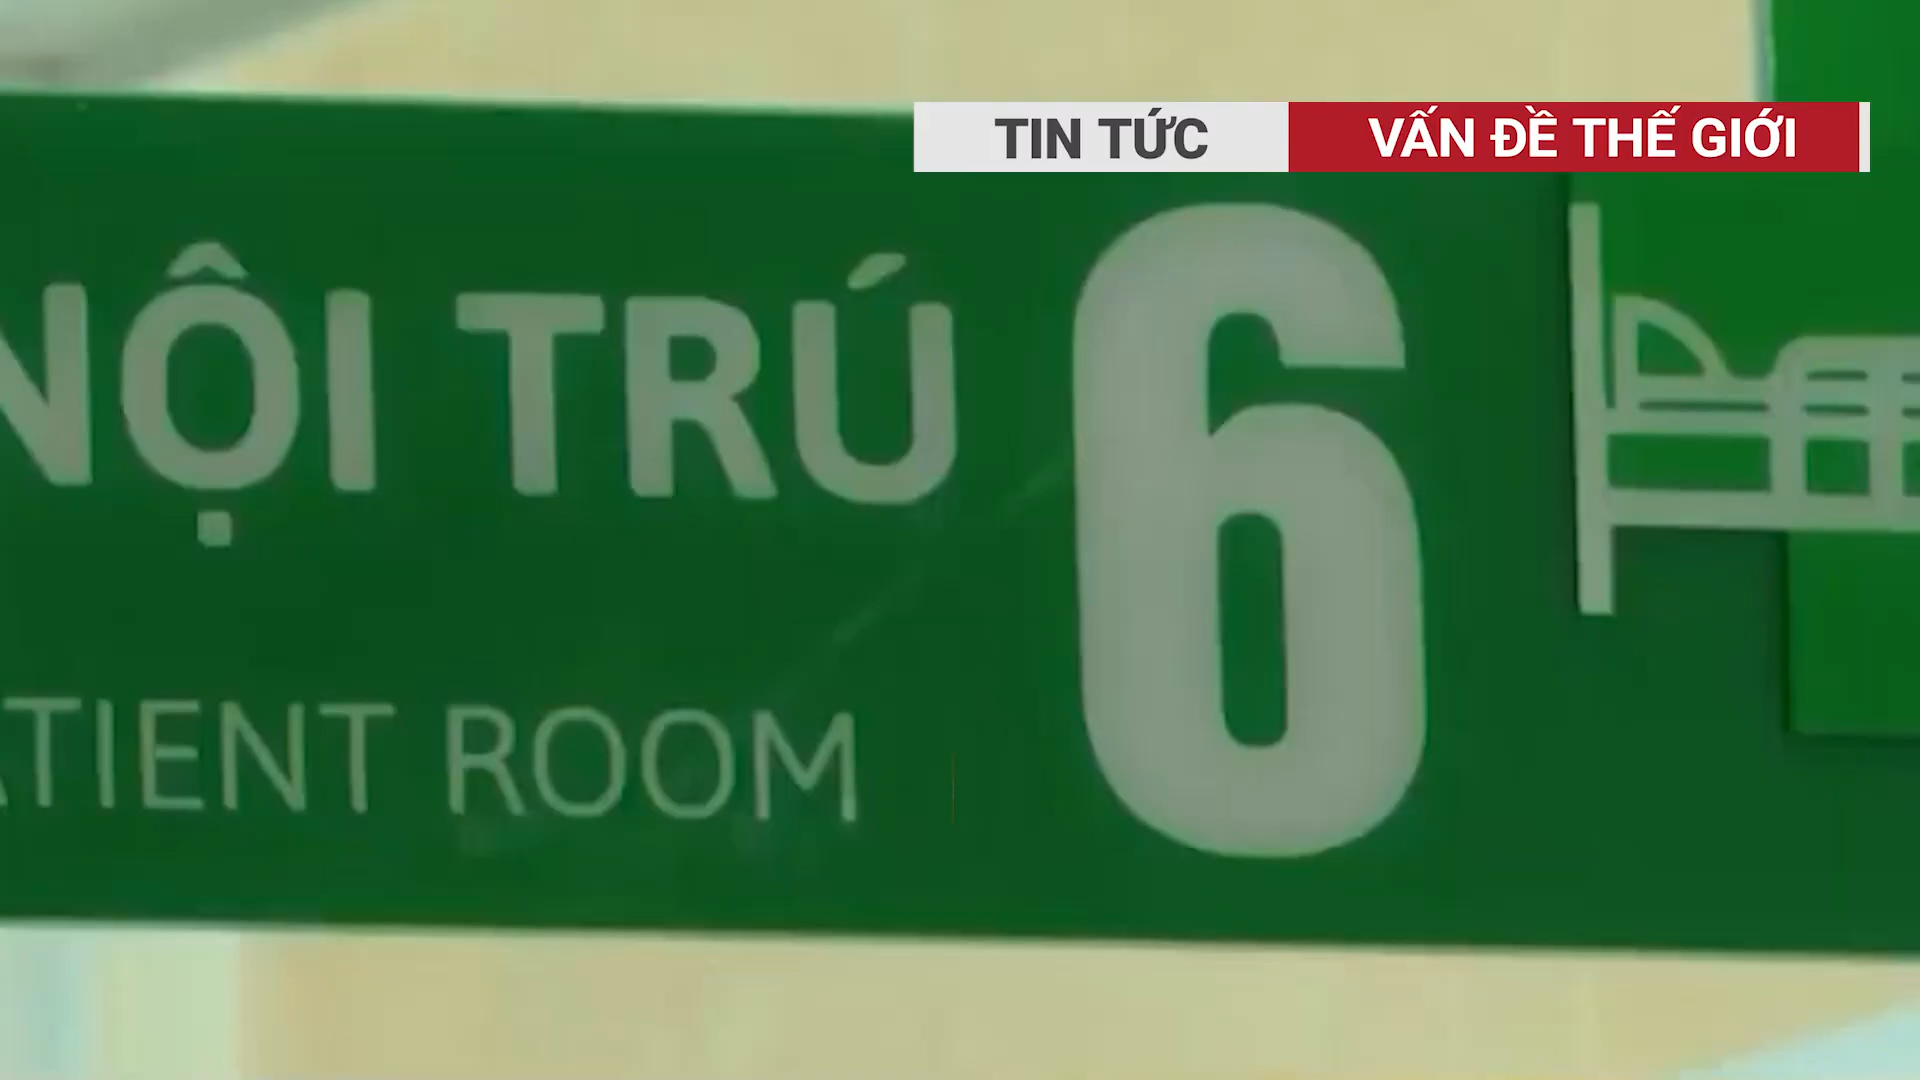 TIN TỨC VẤN ĐỀ THẾ GIỚI
NỘI TRÚ 6
ATIENT ROOM